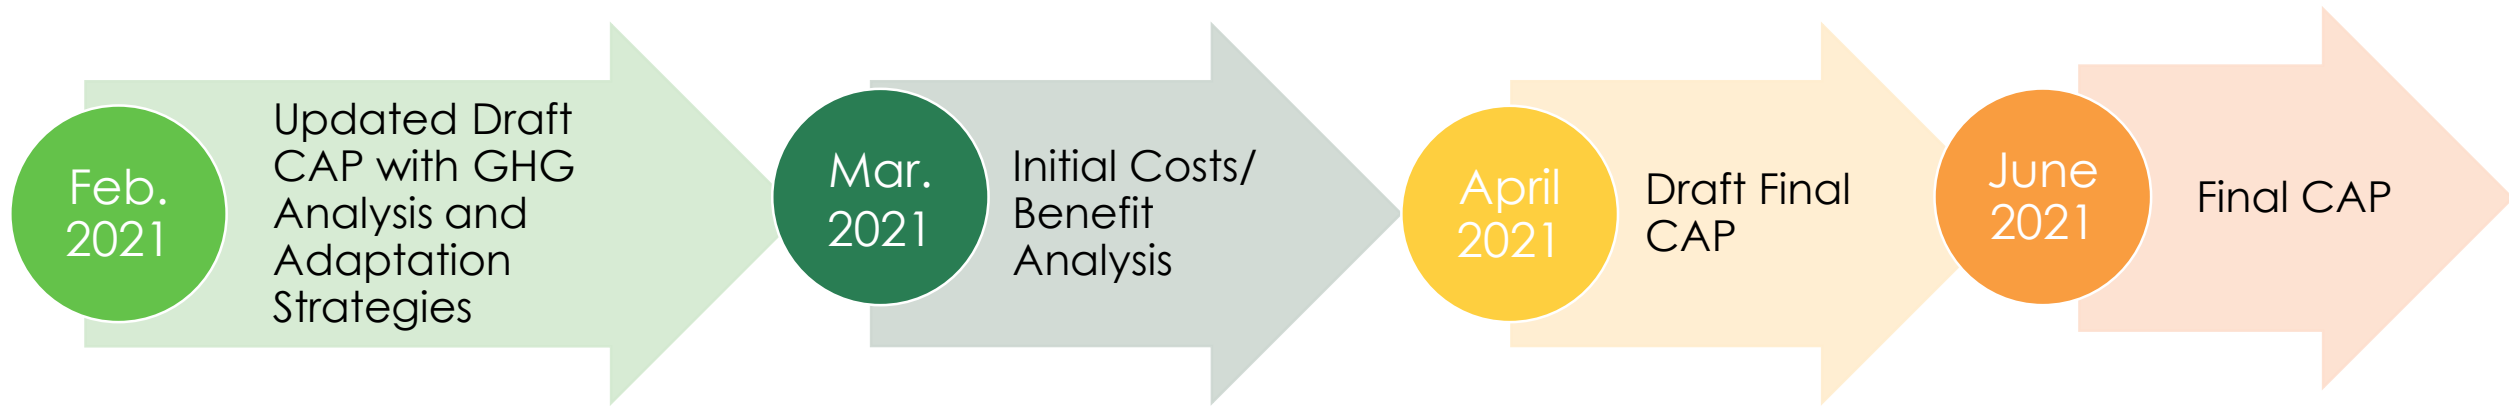 Feb.
2021
Updated Draft
CAP with GHG
Analysis and
Adaptation
Strategies
Mar.
2021
Initial Costs/
Benefit
Analysis
April
2021
Draft Final
CAP
June
2021
Final CAP